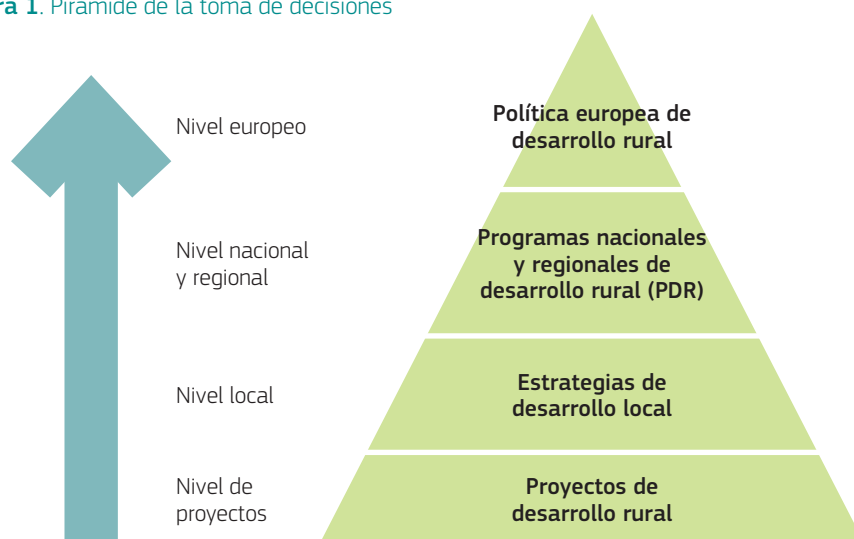 ra 1. Pirámide de la toma de decisiones
Nivel europeo
Política europea de
desarrollo rural
Nivel nacional
y regional
Programas nacionales
y regionales de
desarrollo rural (PDR)
Nivel local
Estrategias de
desarrollo local
Nivel de
proyectos
Proyectos de
desarrollo rural